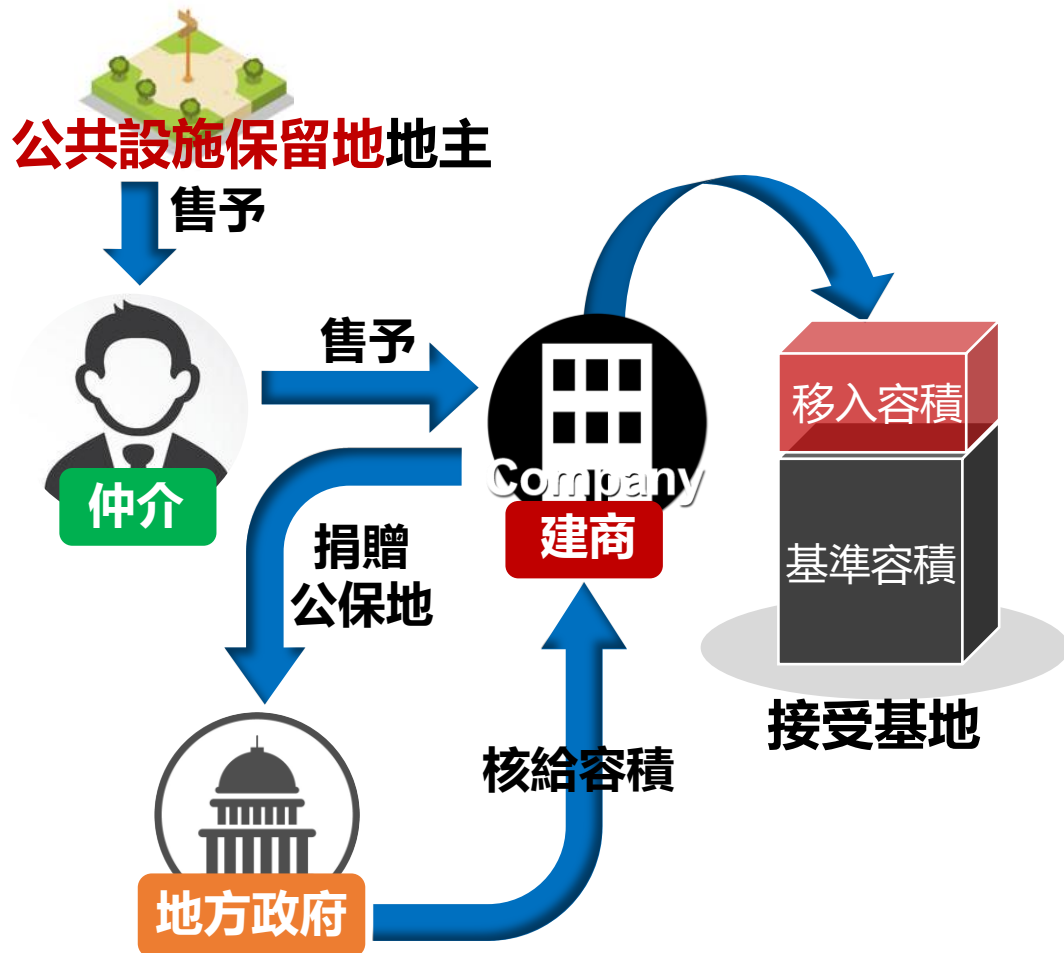 公共設施保留地地主
售予
售予
仲介
Company
建商
移入容積
基準容積
捐贈
公保地
接受基地
核給容積
地方政府